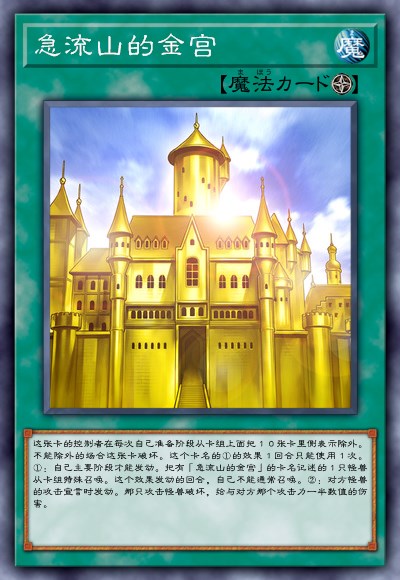 急流山的金宫
魔
【魔法カード】
まほう
这张卡的控制者在每次自己准备阶段从卡组上面把１０张卡里侧表示除外。
不能除外的场合这张卡破坏。这个卡名的①的效果１回合只能使用１次。
①：自己主要阶段才能发动。把有「急流山的金宫」的卡名记述的１只怪兽
从卡组特殊召唤。这个效果发动的回合，自己不能通常召唤。②：对方怪兽
的攻击宣言时发动。那只攻击怪兽破坏，给与对方那个攻击力一半数值的伤
害。